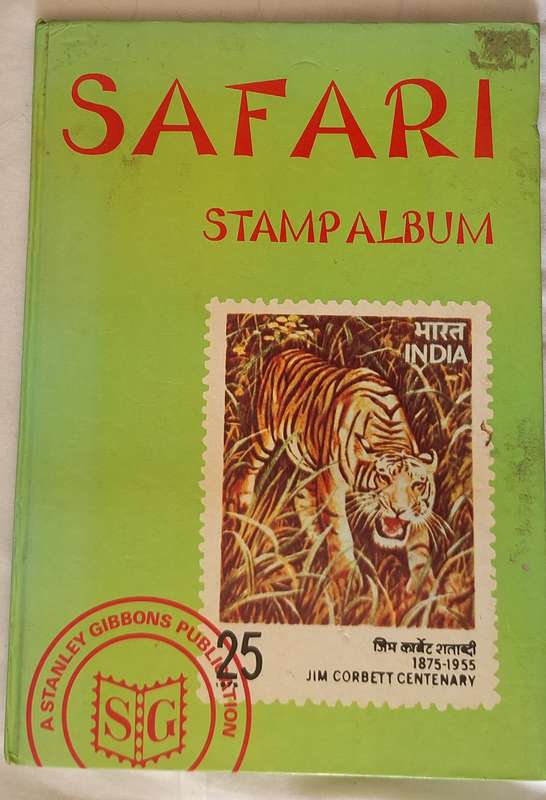 SAFARI
STAMP ALBUM
भारत
INDIA
25
जिम कार्बेट शताब्दी
1875-1955
JIM CORBETT CENTENARY
A STANLEY GIBBONS PUBLICATION
SG